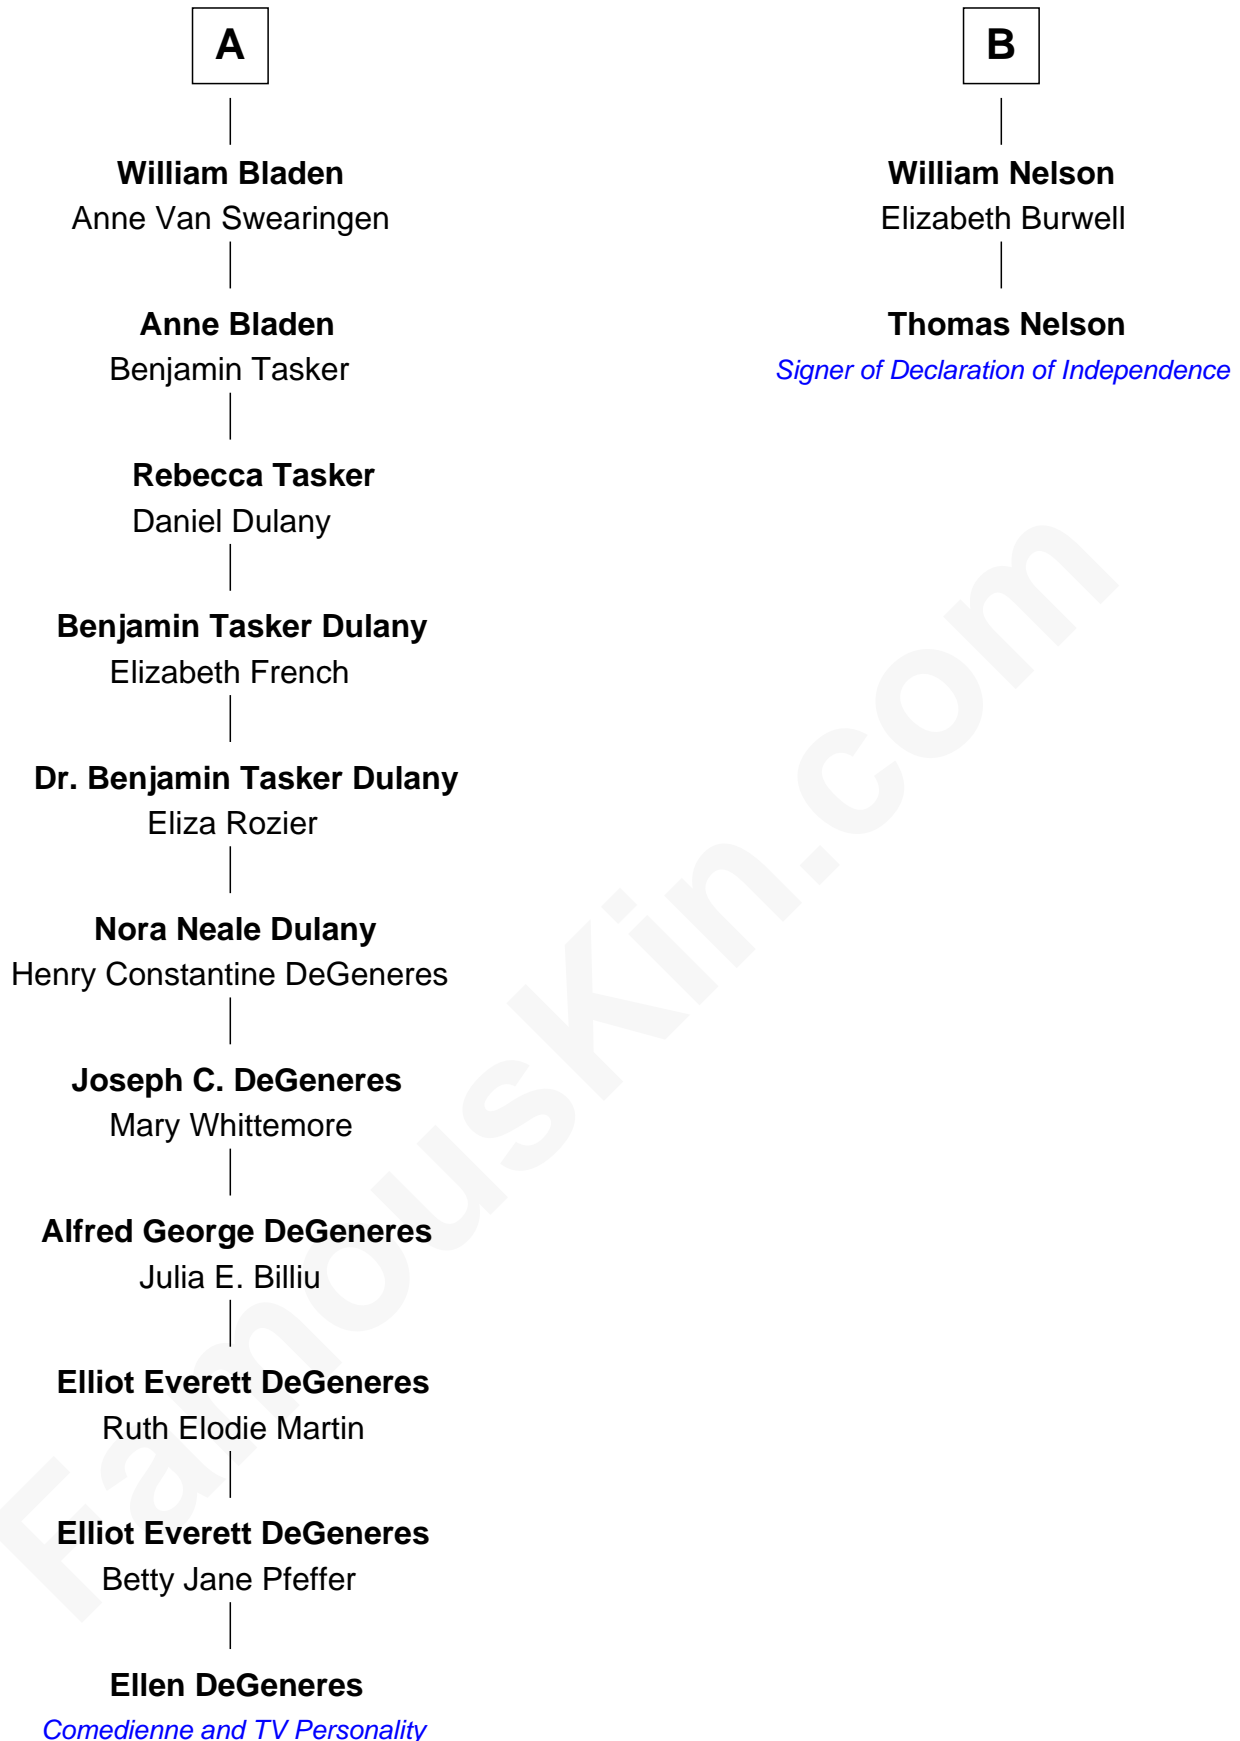 A
William Bladen
Anne Van Swearingen
Anne Bladen
Benjamin Tasker
Rebecca Tasker
Daniel Dulany
Benjamin Tasker Dulany
Elizabeth French
Dr. Benjamin Tasker Dulany
Eliza Rozier
Nora Neale Dulany
Henry Constantine DeGeneres
Joseph C. DeGeneres
Mary Whittemore
Alfred George DeGeneres
Julia E. Billiu
Elliot Everett DeGeneres
Ruth Elodie Martin
Elliot Everett DeGeneres
Betty Jane Pfeffer
Ellen DeGeneres
Comedienne and TV Personality
B
William Nelson
Elizabeth Burwell
Thomas Nelson
Signer of Declaration of Independence
FamousKin.com